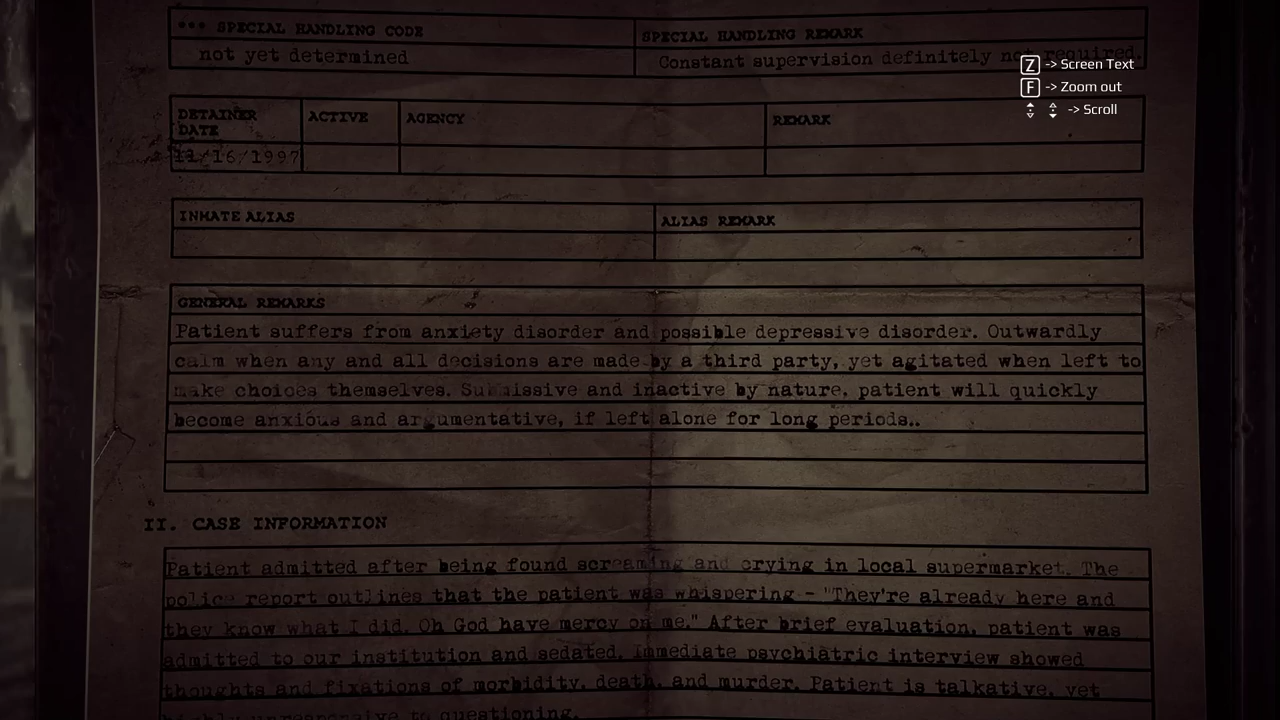 *** SPECIAL HANDLING CODE
SPECIAL HANDLING REMARK
not yet determined
Constant supervision definitely not required.
Z -> Screen Text
F -> Zoom out
-> Scroll
DETAINER DATE
ACTIVE
AGENCY
REMARK
11/16/1997
INMATE ALIAS
ALIAS REMARK
GENERAL REMARKS
Patient suffers from anxiety disorder and possible depressive disorder. Outwardly
calm when any and all decisions are made by a third party, yet agitated when left to
make choices themselves. Submissive and inactive by nature, patient will quickly
become anxious and argumentative, if left alone for long periods..
II. CASE INFORMATION
Patient admitted after being found screaming and crying in local supermarket. The
police report outlines that the patient was whispering - "They're already here and
they know what I did. Oh God have mercy on me." After brief evaluation, patient was
admitted to our institution and sedated. Immediate psychiatric interview showed
thoughts and fixations of morbidity, death, and murder. Patient is talkative, yet
highly unresponsive to questioning.